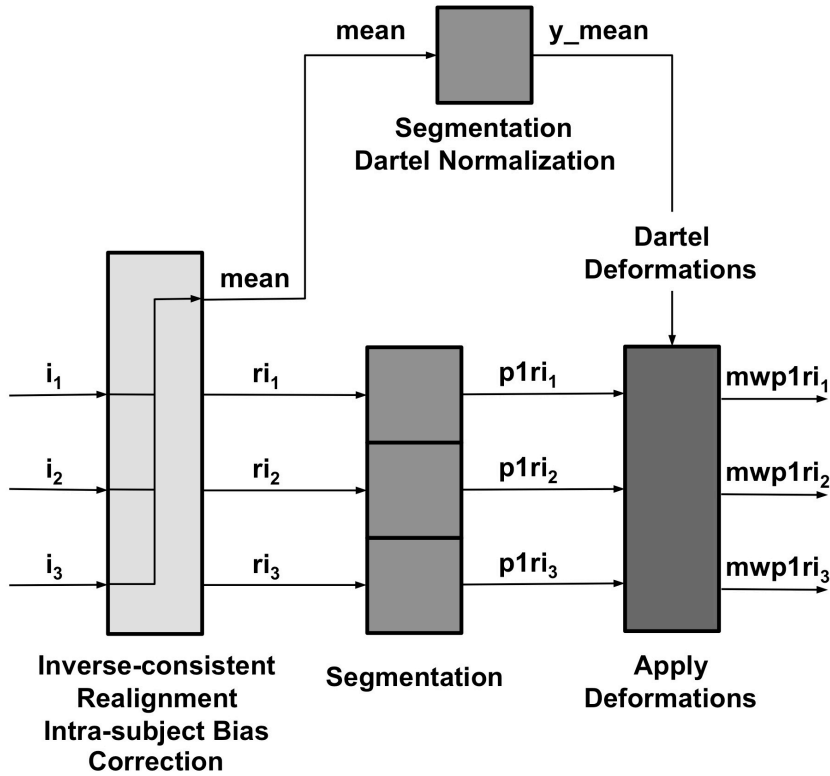 mean
y_mean
Segmentation
Dartel Normalization
Dartel
Deformations
mean
i₁
ri₁
p1ri₁
mwp1ri₁
i₂
ri₂
p1ri₂
mwp1ri₂
i₃
ri₃
p1ri₃
mwp1ri₃
Inverse-consistent
Realignment
Intra-subject Bias
Correction
Segmentation
Apply
Deformations